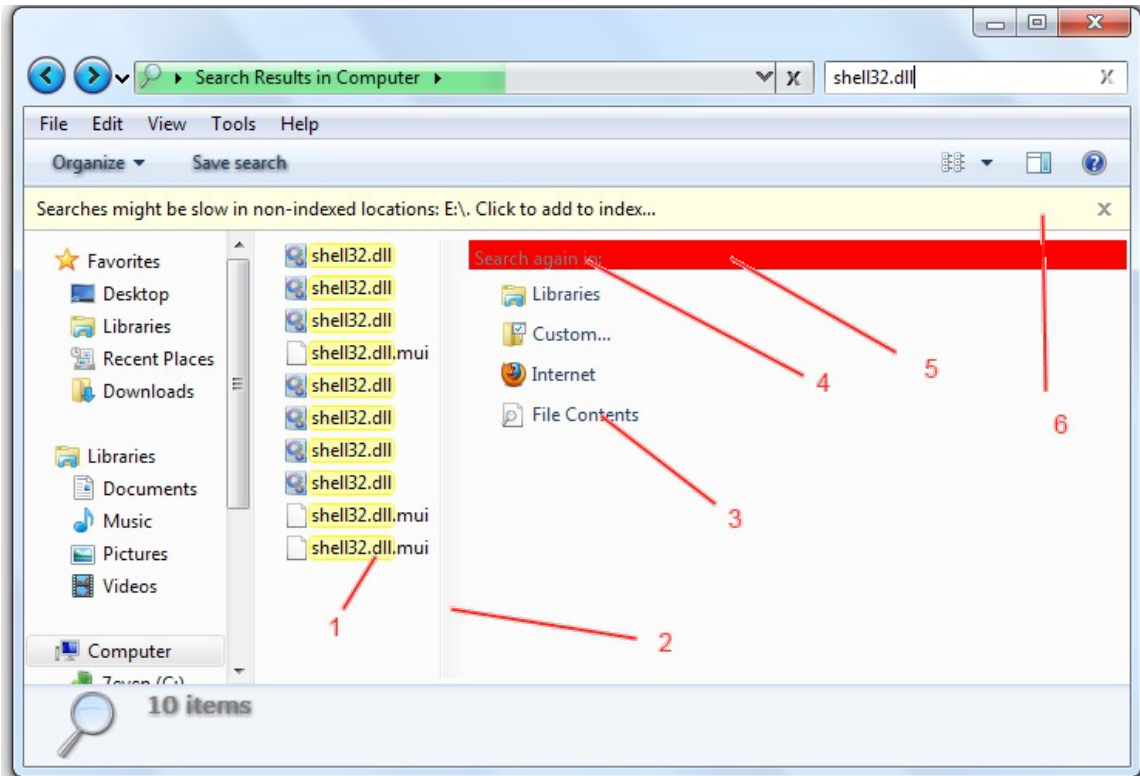 Search Results in Computer
shell32.dll
File Edit View Tools Help
Organize Save search
Searches might be slow in non-indexed locations: E:\. Click to add to index...
Favorites
Desktop
Libraries
Recent Places
Downloads
Libraries
Documents
Music
Pictures
Videos
Computer
7even (C:)
shell32.dll
shell32.dll
shell32.dll
shell32.dll.mui
shell32.dll
shell32.dll
shell32.dll
shell32.dll
shell32.dll.mui
shell32.dll.mui
Search again in:
Libraries
Custom...
Internet
File Contents
4
5
6
3
1
2
10 items